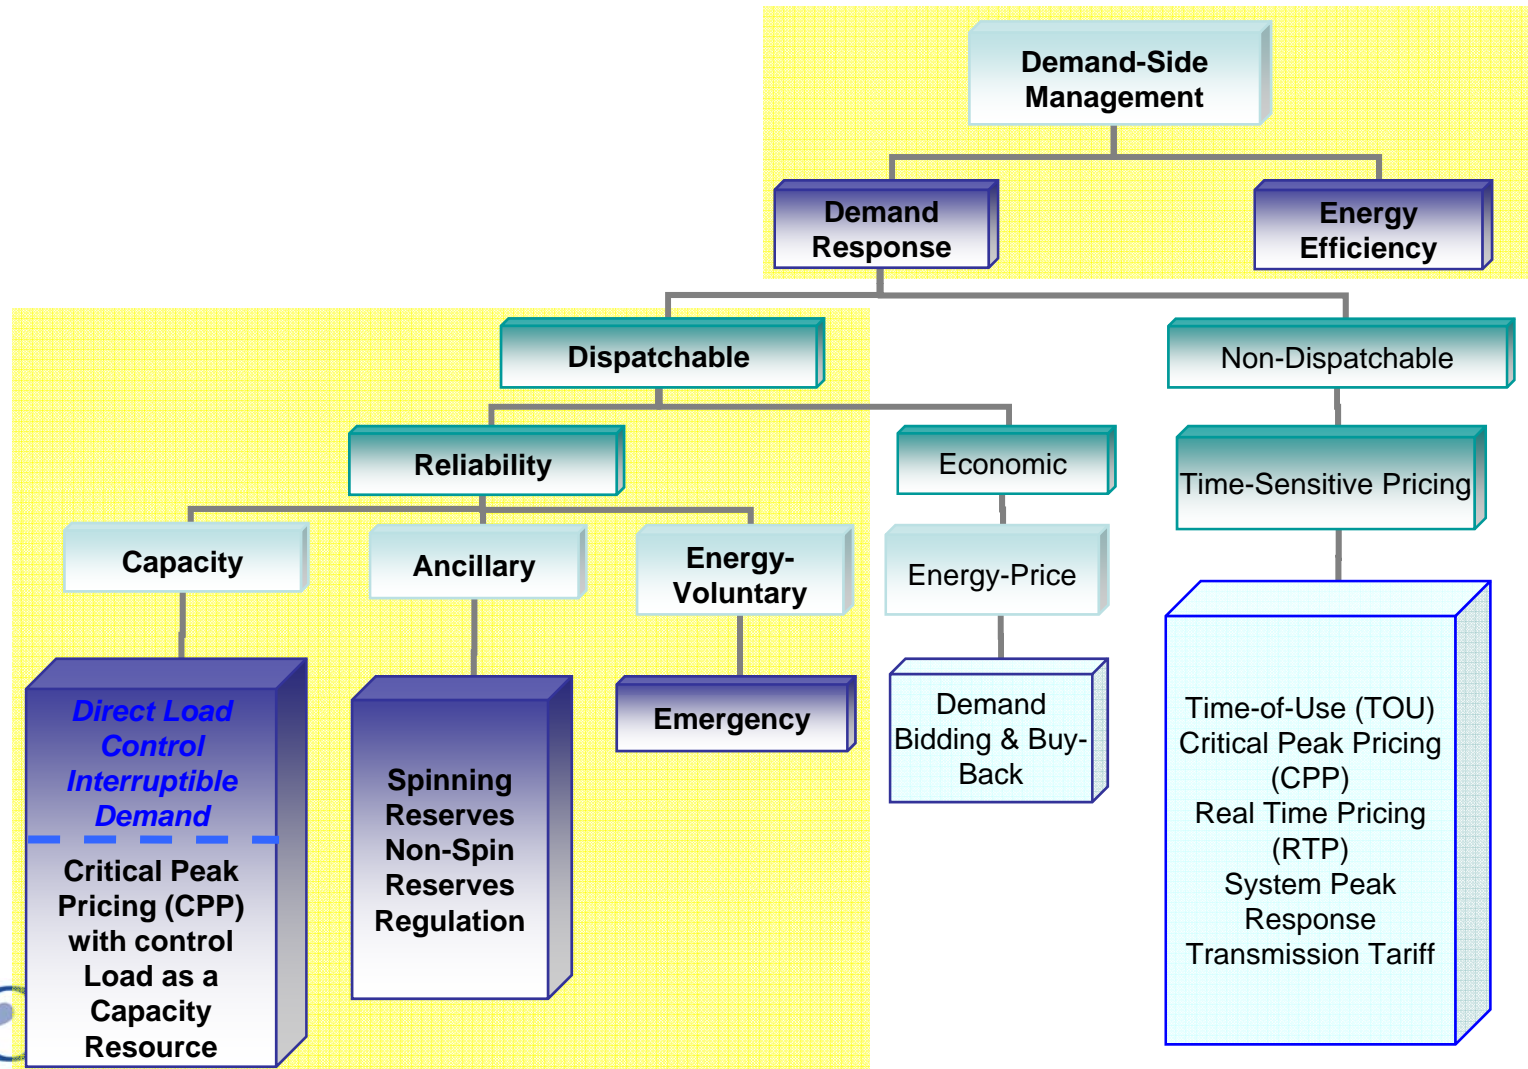 Demand-Side
Management
Demand
Response
Energy
Efficiency
Dispatchable
Non-Dispatchable
Reliability
Economic
Time-Sensitive Pricing
Capacity
Ancillary
Energy-
Voluntary
Energy-Price
Direct Load
Control
Interruptible
Demand
Critical Peak
Pricing (CPP)
with control
Load as a
Capacity
Resource
Spinning
Reserves
Non-Spin
Reserves
Regulation
Emergency
Demand
Bidding & Buy-
Back
Time-of-Use (TOU)
Critical Peak Pricing
(CPP)
Real Time Pricing
(RTP)
System Peak
Response
Transmission Tariff